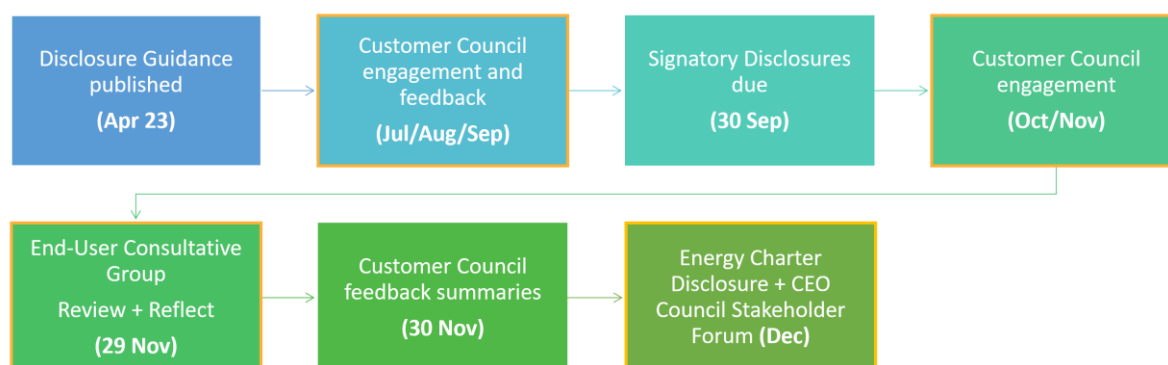 Disclosure Guidance
published
(Apr 23)
Customer Council
engagement and
feedback
(Jul/Aug/Sep)
Signatory Disclosures
due
(30 Sep)
Customer Council
engagement
(Oct/Nov)
End-User Consultative
Group
Review + Reflect
(29 Nov)
Customer Council
feedback summaries
(30 Nov)
Energy Charter
Disclosure + CEO
Council Stakeholder
Forum (Dec)